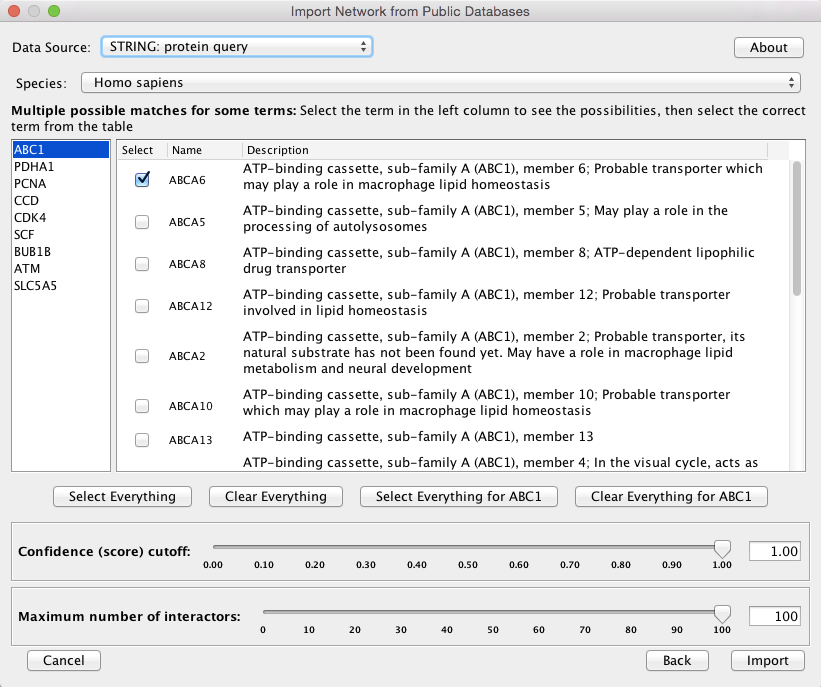 Import Network from Public Databases
Data Source: STRING: protein query About
Species: Homo sapiens
Multiple possible matches for some terms: Select the term in the left column to see the possibilities, then select the correct
term from the table
ABC1
PDHA1
PCNA
CCD
CDK4
SCF
BUB1B
ATM
SLC5A5
Select Name Description
ABCA6 ATP-binding cassette, sub-family A (ABC1), member 6; Probable transporter which
may play a role in macrophage lipid homeostasis
ABCA5 ATP-binding cassette, sub-family A (ABC1), member 5; May play a role in the
processing of autolysosomes
ABCA8 ATP-binding cassette, sub-family A (ABC1), member 8; ATP-dependent lipophilic
drug transporter
ABCA12 ATP-binding cassette, sub-family A (ABC1), member 12; Probable transporter
involved in lipid homeostasis
ABCA2 ATP-binding cassette, sub-family A (ABC1), member 2; Probable transporter, its
natural substrate has not been found yet. May have a role in macrophage lipid
metabolism and neural development
ABCA10 ATP-binding cassette, sub-family A (ABC1), member 10; Probable transporter
which may play a role in macrophage lipid homeostasis
ABCA13 ATP-binding cassette, sub-family A (ABC1), member 13
ATP-binding cassette, sub-family A (ABC1), member 4; In the visual cycle, acts as
Select Everything Clear Everything Select Everything for ABC1 Clear Everything for ABC1
Confidence (score) cutoff: 1.00
0.00 0.10 0.20 0.30 0.40 0.50 0.60 0.70 0.80 0.90 1.00
Maximum number of interactors: 100
0 10 20 30 40 50 60 70 80 90 100
Cancel Back Import